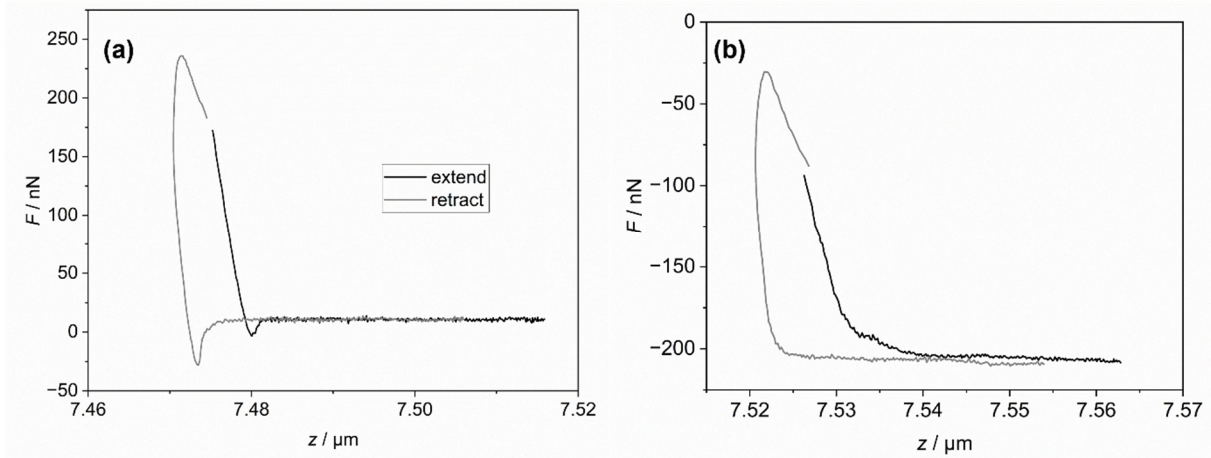 (a)
250
200
150
100
50
0
−50
F / nN
7.46
7.48
7.50
7.52
z / µm
extend
retract
(b)
0
−50
−100
−150
−200
F / nN
7.52
7.53
7.54
7.55
7.56
7.57
z / µm